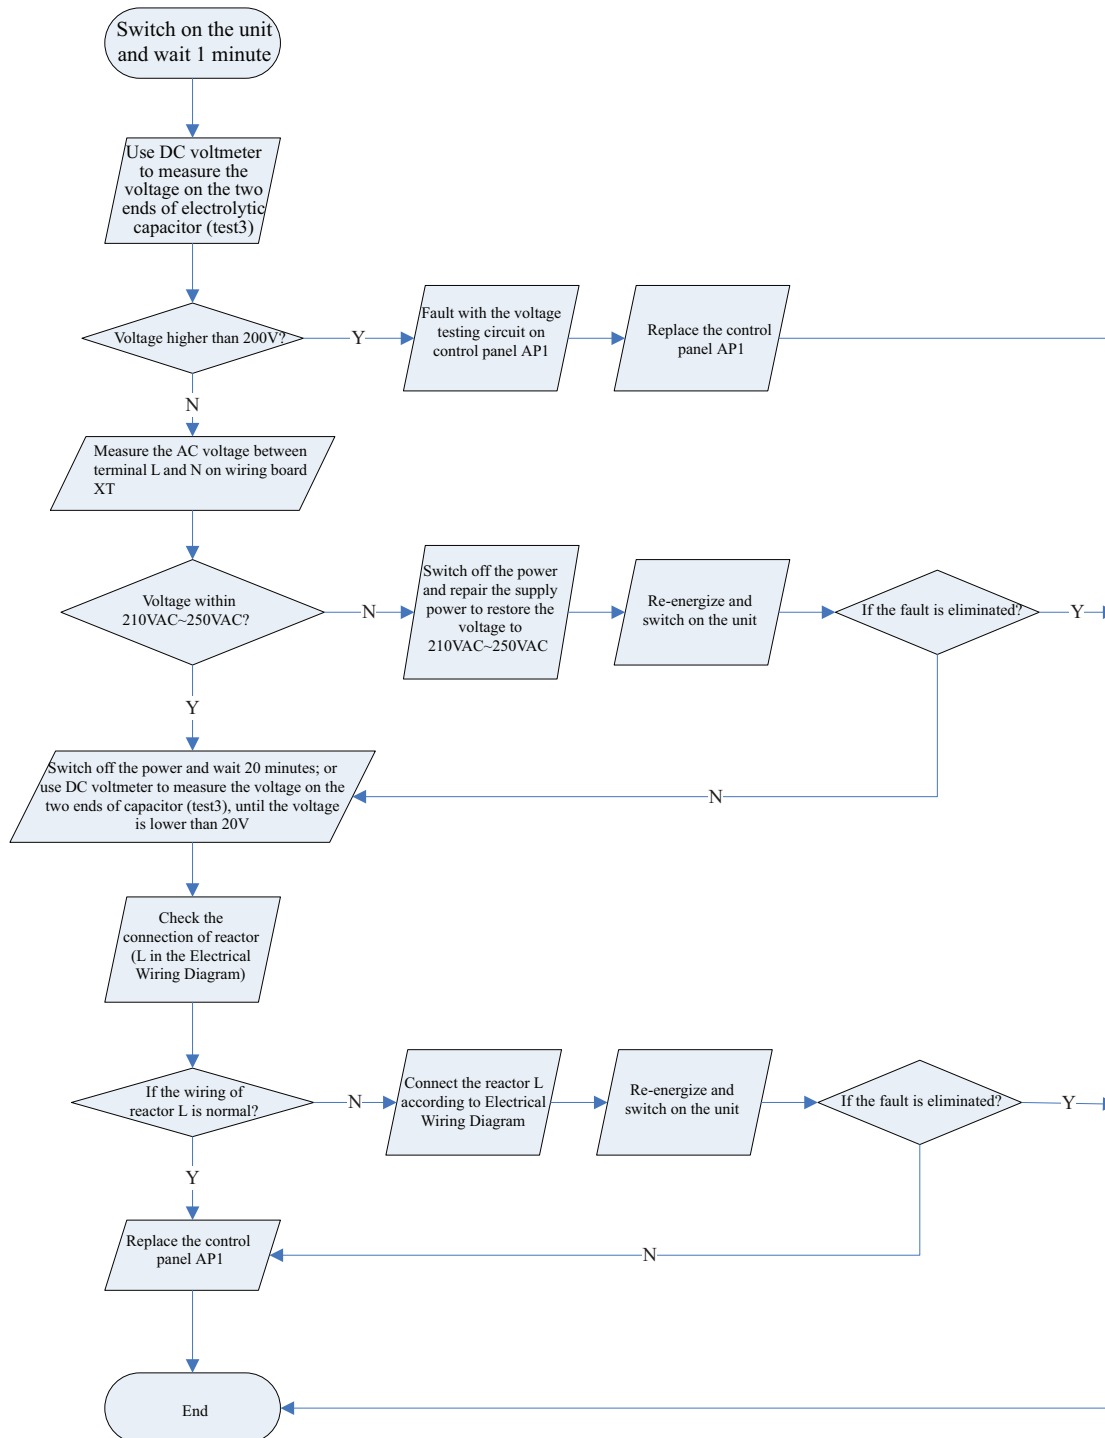 Switch on the unit
and wait 1 minute
Use DC voltmeter
to measure the
voltage on the two
ends of electrolytic
capacitor (test3)
Voltage higher than 200V?
Y
Fault with the voltage
testing circuit on
control panel AP1
Replace the control
panel AP1
N
Measure the AC voltage between
terminal L and N on wiring board
XT
Voltage within
210VAC~250VAC?
N
Switch off the power
and repair the supply
power to restore the
voltage to
210VAC~250VAC
Re-energize and
switch on the unit
If the fault is eliminated?
Y
Y
Switch off the power and wait 20 minutes; or
use DC voltmeter to measure the voltage on the
two ends of capacitor (test3), until the voltage
is lower than 20V
N
Check the
connection of reactor
(L in the Electrical
Wiring Diagram)
If the wiring of
reactor L is normal?
N
Connect the reactor L
according to Electrical
Wiring Diagram
Re-energize and
switch on the unit
If the fault is eliminated?
Y
Y
Replace the control
panel AP1
N
End